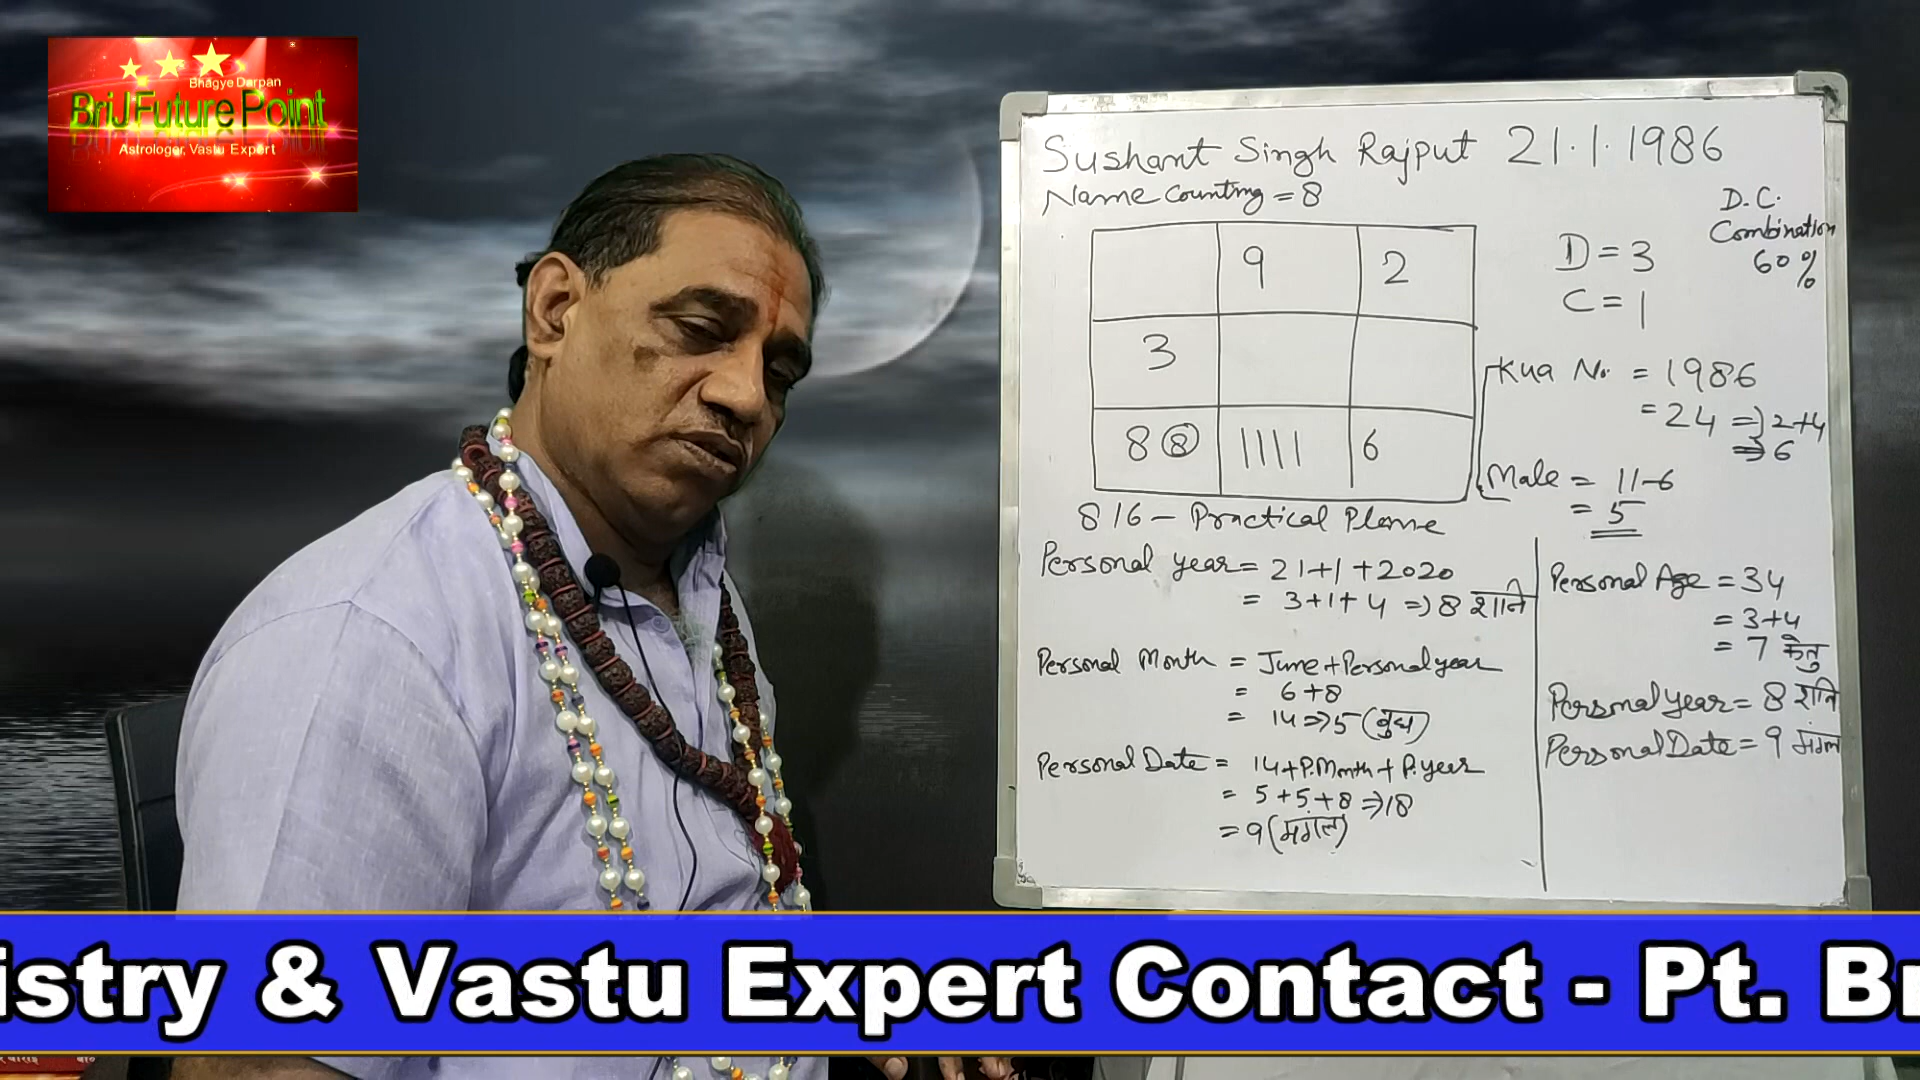 Bhagye Darpan
BriJ Future Point
Astrologer, Vastu Expert
Sushant Singh Rajput 21.1.1986
Name Counting = 8
D.C.
Combination
60%
9 2
3
8 8 1111 6
D = 3
C = 1
Kua No. = 1986
= 24 => 2+4
=> 6
Male = 11-6
= 5
816 - Practical Plane
Personal year = 21+1+2020
= 3+1+4 => 8 शनि
Personal Month = June + Personal year
= 6+8
= 14 => 5 (बुध)
Personal Date = 14+P.Month+P.year
= 5+5+8 => 18
= 9 (मंगल)
Personal Age = 34
= 3+4
= 7 केतु
Personal year = 8 शनि
Personal Date = 9 मंगल
istry & Vastu Expert Contact - Pt. Br